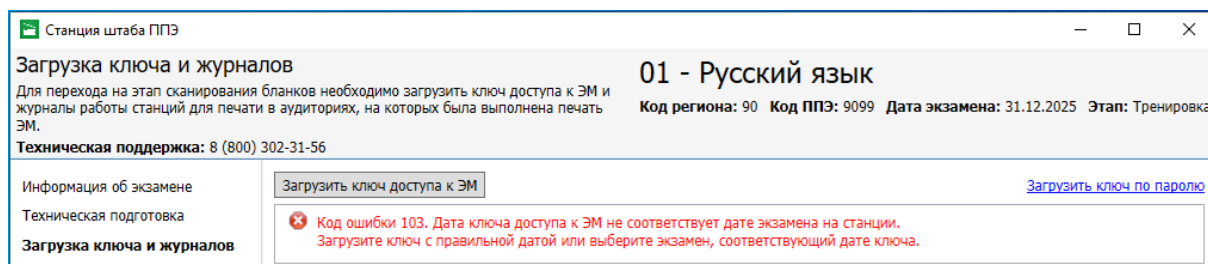 Станция штаба ППЭ
Загрузка ключа и журналов
Для перехода на этап сканирования бланков необходимо загрузить ключ доступа к ЭМ и
журналы работы станций для печати в аудиториях, на которых была выполнена печать
ЭМ.
Техническая поддержка: 8 (800) 302-31-56
01 - Русский язык
Код региона: 90 Код ППЭ: 9099 Дата экзамена: 31.12.2025 Этап: Тренировка
Информация об экзамене
Техническая подготовка
Загрузка ключа и журналов
Загрузить ключ доступа к ЭМ
Загрузить ключ по паролю
Код ошибки 103. Дата ключа доступа к ЭМ не соответствует дате экзамена на станции.
Загрузите ключ с правильной датой или выберите экзамен, соответствующий дате ключа.